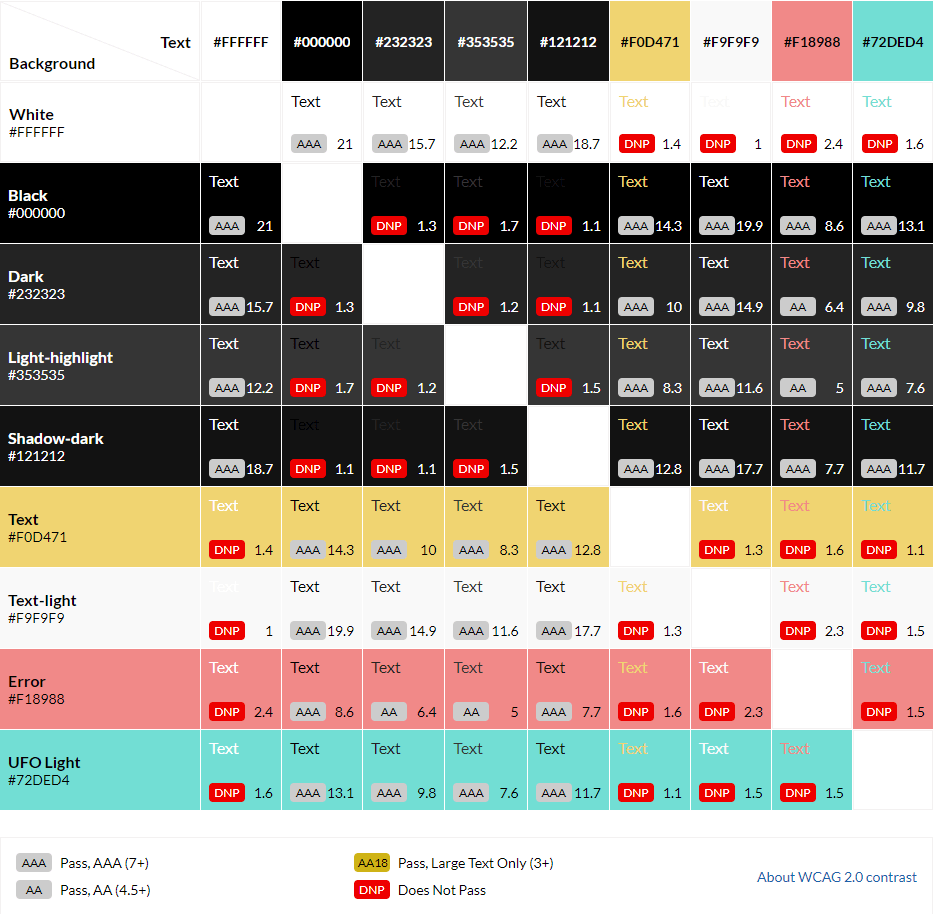 Text #FFFFFF #000000 #232323 #353535 #121212 #F0D471 #F9F9F9 #F18988 #72DED4
Background
White
#FFFFFF
Text Text Text Text Text Text Text Text
AAA 21 AAA 15.7 AAA 12.2 AAA 18.7 DNP 1.4 DNP 1 DNP 2.4 DNP 1.6
Black
#000000
Text Text Text Text Text Text Text Text
AAA 21 DNP 1.3 DNP 1.7 DNP 1.1 AAA 14.3 AAA 19.9 AAA 8.6 AAA 13.1
Dark
#232323
Text Text Text Text Text Text Text Text
AAA 15.7 DNP 1.3 DNP 1.2 DNP 1.1 AAA 10 AAA 14.9 AA 6.4 AAA 9.8
Light-highlight
#353535
Text Text Text Text Text Text Text Text
AAA 12.2 DNP 1.7 DNP 1.2 DNP 1.5 AAA 8.3 AAA 11.6 AA 5 AAA 7.6
Shadow-dark
#121212
Text Text Text Text Text Text Text Text
AAA 18.7 DNP 1.1 DNP 1.1 DNP 1.5 AAA 12.8 AAA 17.7 AAA 7.7 AAA 11.7
Text
#F0D471
Text Text Text Text Text Text Text Text
DNP 1.4 AAA 14.3 AAA 10 AAA 8.3 AAA 12.8 DNP 1.3 DNP 1.6 DNP 1.1
Text-light
#F9F9F9
Text Text Text Text Text Text Text Text
DNP 1 AAA 19.9 AAA 14.9 AAA 11.6 AAA 17.7 DNP 1.3 DNP 2.3 DNP 1.5
Error
#F18988
Text Text Text Text Text Text Text Text
DNP 2.4 AAA 8.6 AA 6.4 AA 5 AAA 7.7 DNP 1.6 DNP 2.3 DNP 1.5
UFO Light
#72DED4
Text Text Text Text Text Text Text Text
DNP 1.6 AAA 13.1 AAA 9.8 AAA 7.6 AAA 11.7 DNP 1.1 DNP 1.5 DNP 1.5
AAA Pass, AAA (7+) AA18 Pass, Large Text Only (3+)
AA Pass, AA (4.5+) DNP Does Not Pass
About WCAG 2.0 contrast